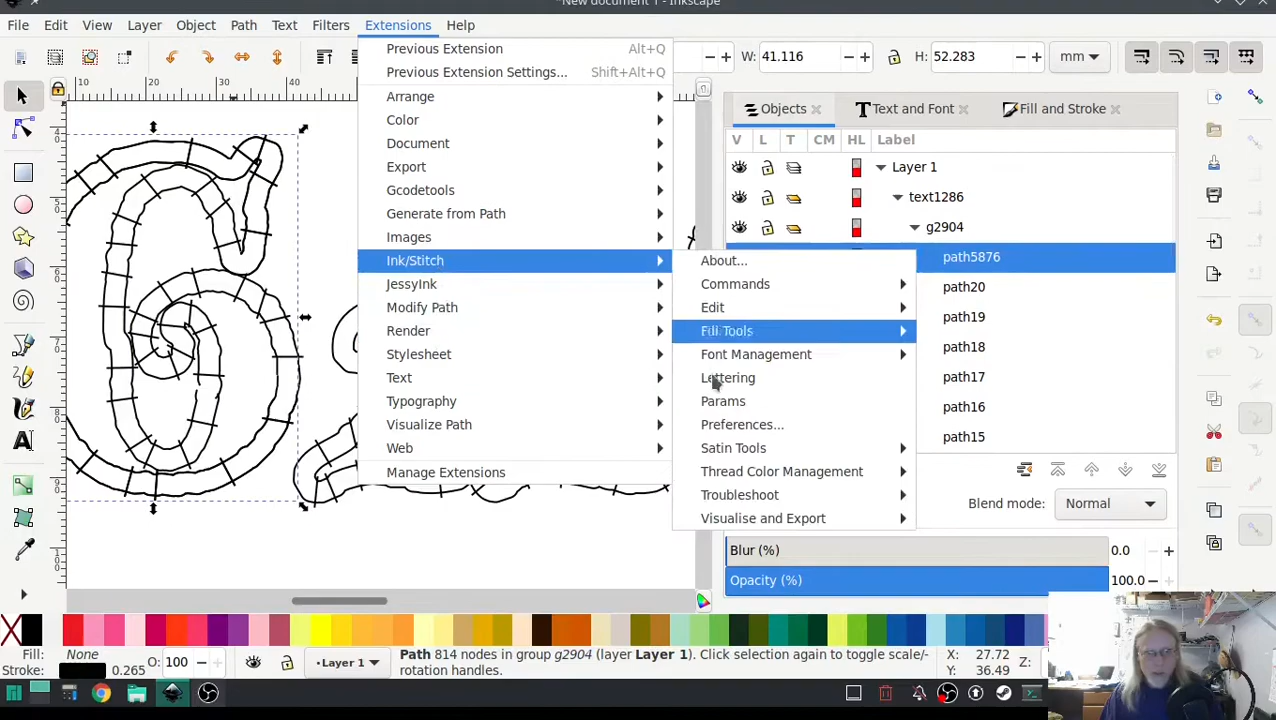 *New document 1 - Inkscape
File Edit View Layer Object Path Text Filters Extensions Help
W: 41.116 H: 52.283 mm
Previous Extension Alt+Q
Previous Extension Settings... Shift+Alt+Q
Arrange
Color
Document
Export
Gcodetools
Generate from Path
Images
Ink/Stitch
JessyInk
Modify Path
Render
Stylesheet
Text
Typography
Visualize Path
Web
Manage Extensions
About...
Commands
Edit
Fill Tools
Font Management
Lettering
Params
Preferences...
Satin Tools
Thread Color Management
Troubleshoot
Visualise and Export
Objects Text and Font Fill and Stroke
V L T CM HL Label
Layer 1
text1286
g2904
path5876
path20
path19
path18
path17
path16
path15
Blend mode: Normal
Blur (%) 0.0
Opacity (%) 100.0
10 20 30 40
Fill: None
Stroke: 0.265 O: 100
•Layer 1
Path 814 nodes in group g2904 (layer Layer 1). Click selection again to toggle scale/rotation handles.
X: 27.72
Y: 36.49
Z: